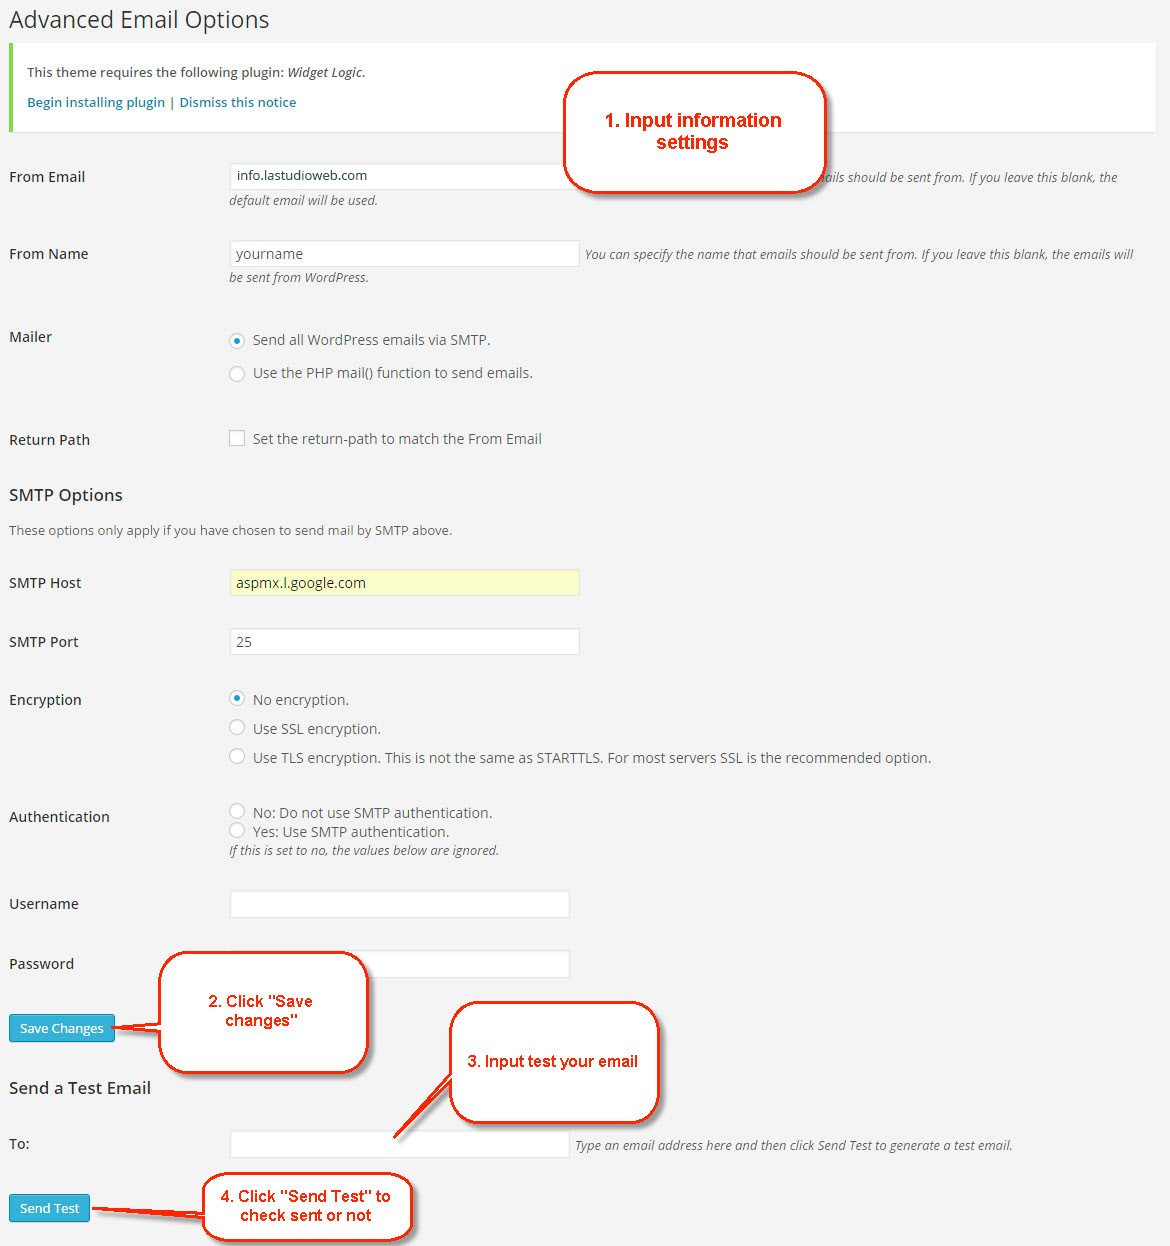 Advanced Email Options
This theme requires the following plugin: Widget Logic.
Begin installing plugin | Dismiss this notice
1. Input information
settings
From Email
info.lastudioweb.com
should be sent from. If you leave this blank, the
default email will be used.
From Name
yourname
You can specify the name that emails should be sent from. If you leave this blank, the emails will
be sent from WordPress.
Mailer
Send all WordPress emails via SMTP.
Use the PHP mail() function to send emails.
Return Path
Set the return-path to match the From Email
SMTP Options
These options only apply if you have chosen to send mail by SMTP above.
SMTP Host
aspmx.l.google.com
SMTP Port
25
Encryption
No encryption.
Use SSL encryption.
Use TLS encryption. This is not the same as STARTTLS. For most servers SSL is the recommended option.
Authentication
No: Do not use SMTP authentication.
Yes: Use SMTP authentication.
If this is set to no, the values below are ignored.
Username
Password
2. Click "Save
changes"
Save Changes
3. Input test your email
Send a Test Email
To:
Type an email address here and then click Send Test to generate a test email.
4. Click "Send Test" to
check sent or not
Send Test